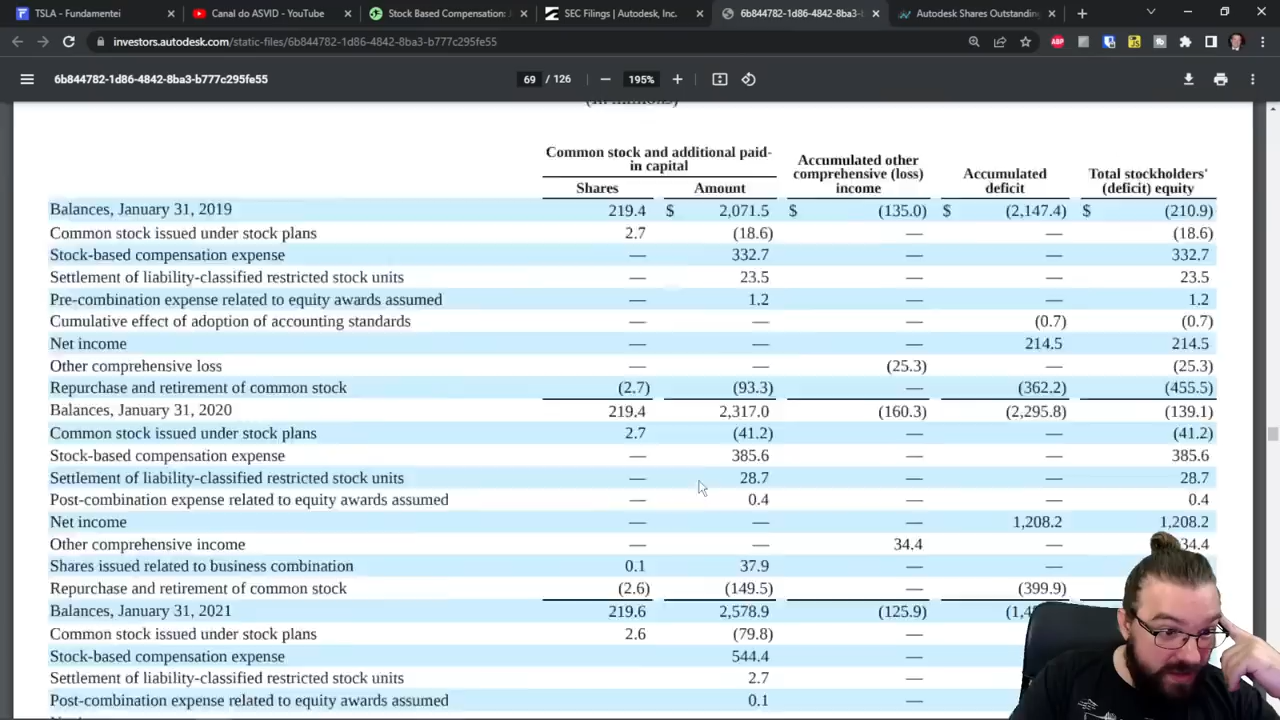 TSLA - Fundamentei
Canal do ASVID - YouTube
Stock Based Compensation:
SEC Filings | Autodesk, Inc.
6b844782-1d86-4842-8ba3-b
Autodesk Shares Outstanding
investors.autodesk.com/static-files/6b844782-1d86-4842-8ba3-b777c295fe55
ABP
6b844782-1d86-4842-8ba3-b777c295fe55
69 / 126
195%
Common stock and additional paid-in capital
Accumulated other comprehensive (loss) income
Accumulated deficit
Total stockholders' (deficit) equity
Shares Amount
Balances, January 31, 2019 219.4 $ 2,071.5 $ (135.0) $ (2,147.4) $ (210.9)
Common stock issued under stock plans 2.7 (18.6) — — (18.6)
Stock-based compensation expense — 332.7 — — 332.7
Settlement of liability-classified restricted stock units — 23.5 — — 23.5
Pre-combination expense related to equity awards assumed — 1.2 — — 1.2
Cumulative effect of adoption of accounting standards — — — (0.7) (0.7)
Net income — — — 214.5 214.5
Other comprehensive loss — — (25.3) — (25.3)
Repurchase and retirement of common stock (2.7) (93.3) — (362.2) (455.5)
Balances, January 31, 2020 219.4 2,317.0 (160.3) (2,295.8) (139.1)
Common stock issued under stock plans 2.7 (41.2) — — (41.2)
Stock-based compensation expense — 385.6 — — 385.6
Settlement of liability-classified restricted stock units — 28.7 — — 28.7
Post-combination expense related to equity awards assumed — 0.4 — — 0.4
Net income — — — 1,208.2 1,208.2
Other comprehensive income — — 34.4 — 34.4
Shares issued related to business combination 0.1 37.9 — —
Repurchase and retirement of common stock (2.6) (149.5) — (399.9)
Balances, January 31, 2021 219.6 2,578.9 (125.9)
Common stock issued under stock plans 2.6 (79.8) —
Stock-based compensation expense — 544.4 —
Settlement of liability-classified restricted stock units — 2.7 —
Post-combination expense related to equity awards assumed — 0.1 —